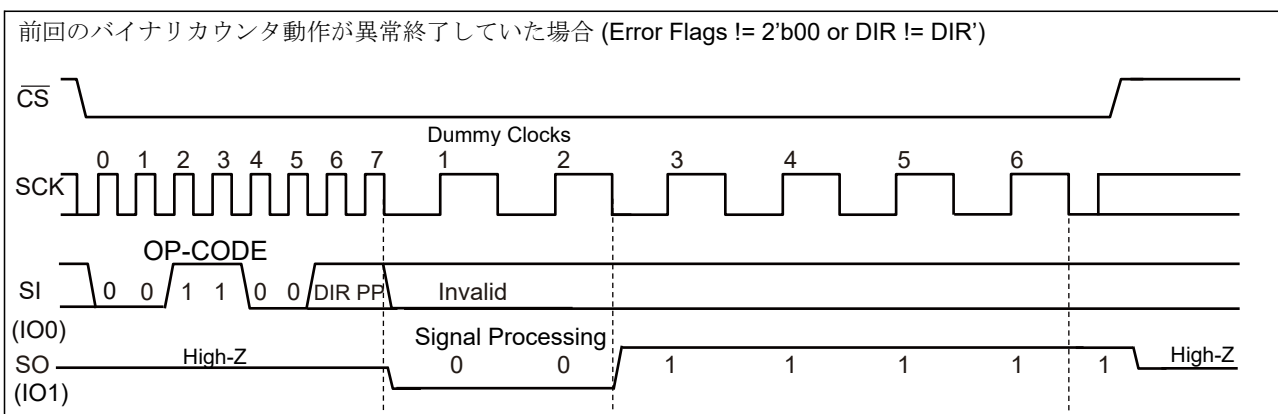 前回のバイナリカウンタ動作が異常終了していた場合 (Error Flags != 2'b00 or DIR != DIR')
CS
Dummy Clocks
0 1 2 3 4 5 6 7 1 2 3 4 5 6
SCK
OP-CODE
SI 0 0 1 1 0 0 DIR PP Invalid
(IO0)
Signal Processing
SO High-Z 0 0 1 1 1 1 1 High-Z
(IO1)